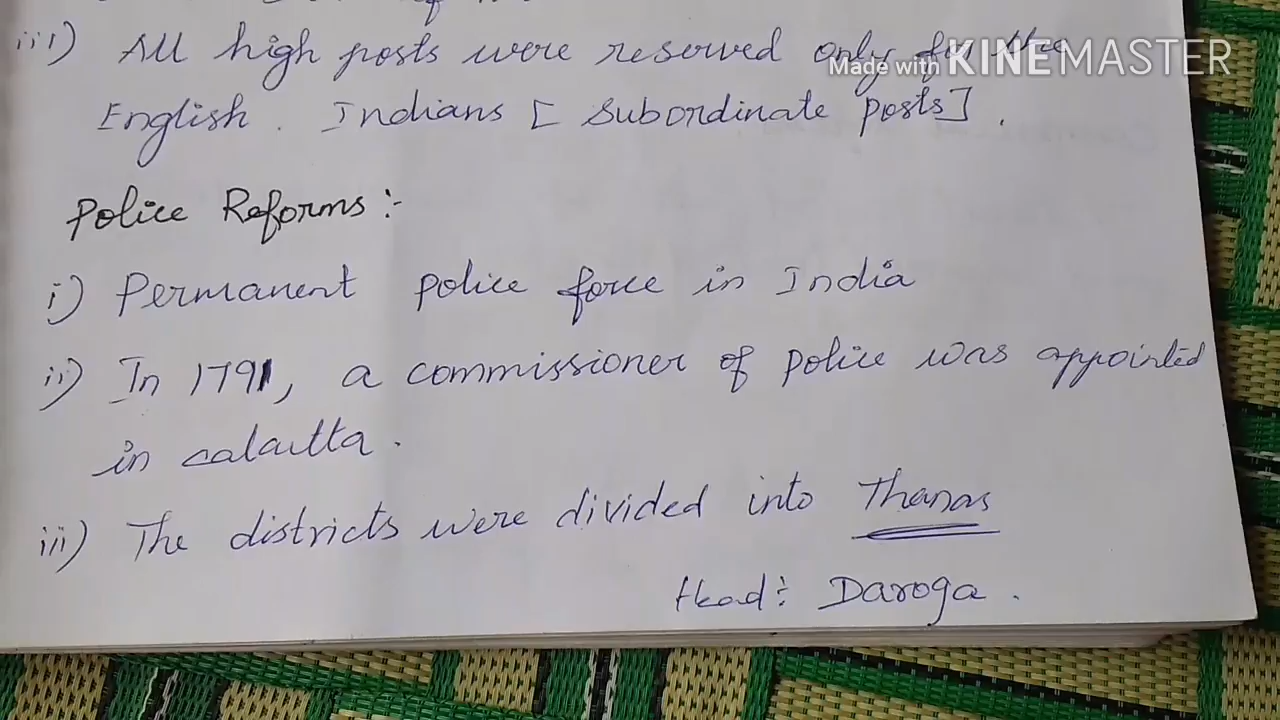 iii) All high posts were reserved only for the
Made with KINEMASTER
English. Indians [Subordinate posts].
Police Reforms :-
i) Permanent police force in India
ii) In 1791, a commissioner of police was appointed
in calcutta.
iii) The districts were divided into Thanas
Head: Daroga.